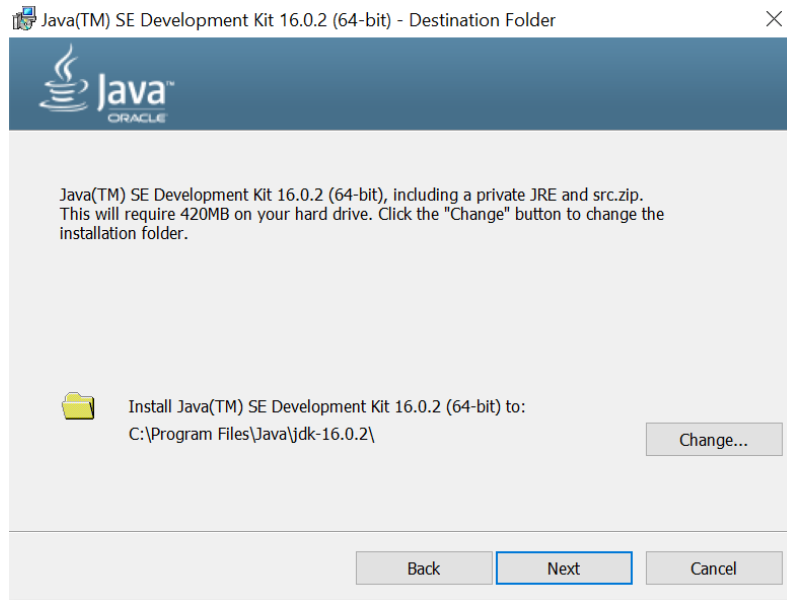 Java(TM) SE Development Kit 16.0.2 (64-bit) - Destination Folder
Java™
ORACLE
Java(TM) SE Development Kit 16.0.2 (64-bit), including a private JRE and src.zip.
This will require 420MB on your hard drive. Click the "Change" button to change the
installation folder.
Install Java(TM) SE Development Kit 16.0.2 (64-bit) to:
C:\Program Files\Java\jdk-16.0.2\
Change...
Back
Next
Cancel